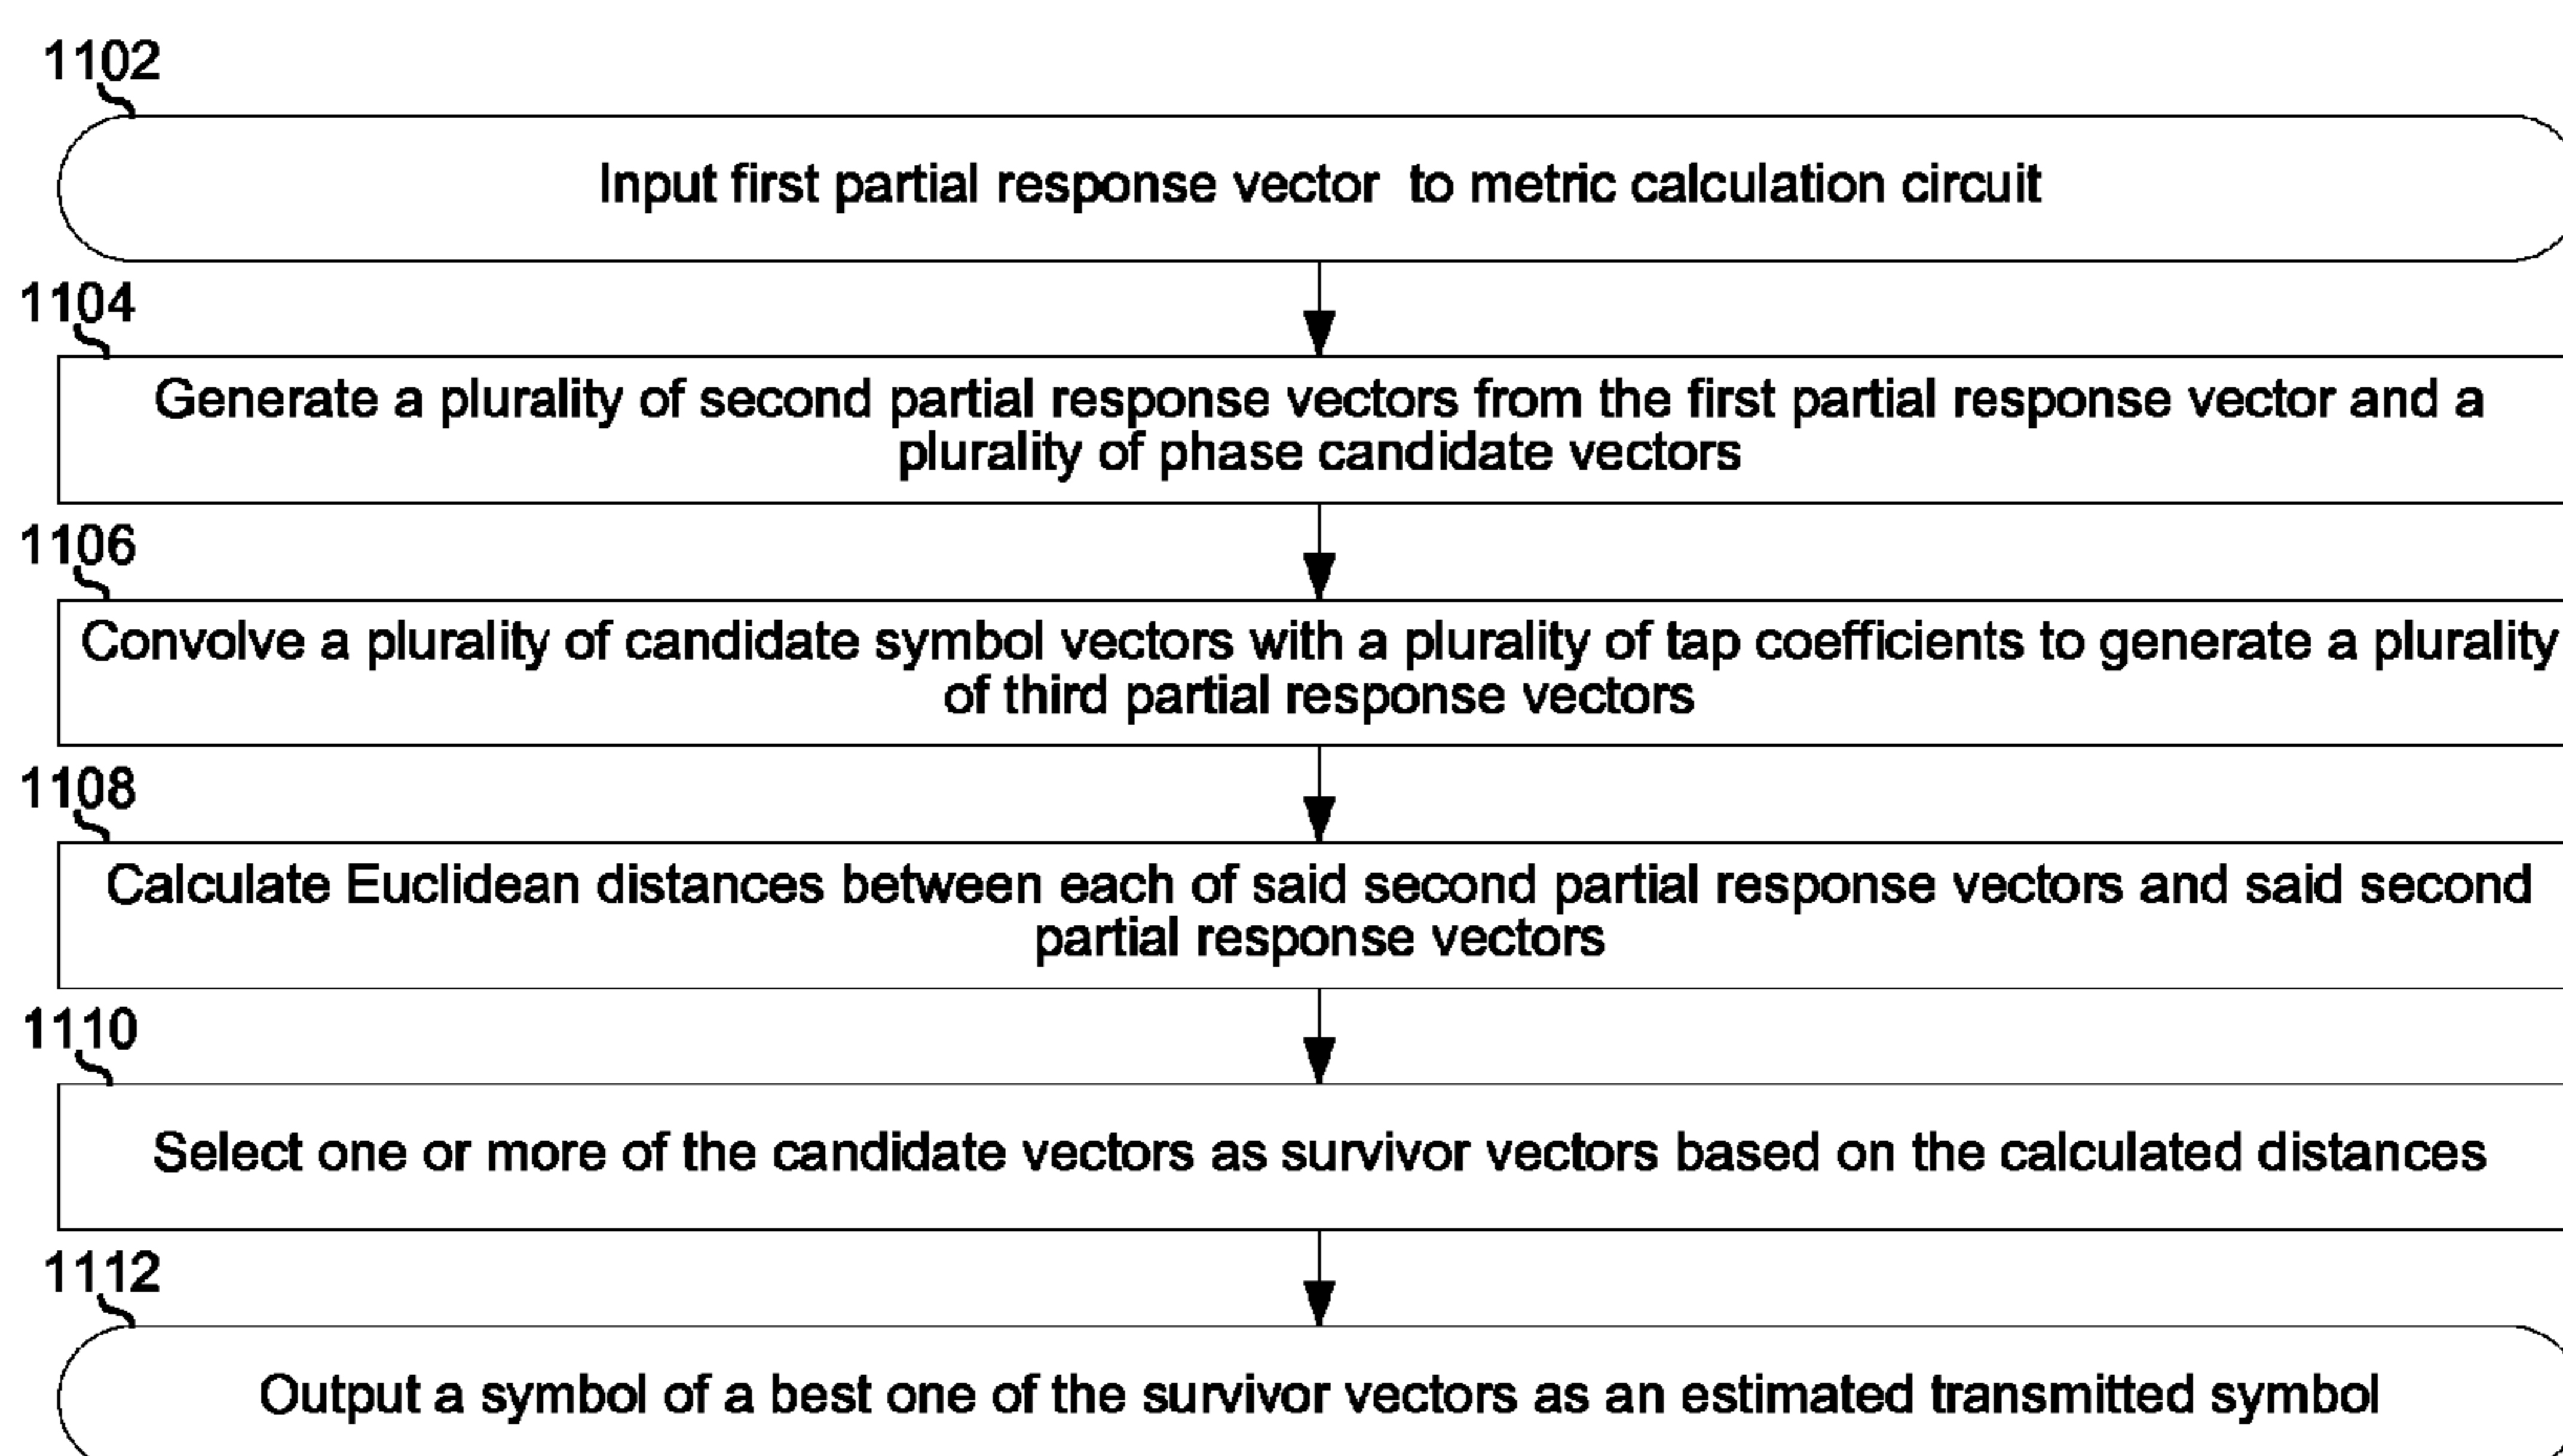 1102
Input first partial response vector to metric calculation circuit
1104
Generate a plurality of second partial response vectors from the first partial response vector and a
plurality of phase candidate vectors
1106
Convolve a plurality of candidate symbol vectors with a plurality of tap coefficients to generate a plurality
of third partial response vectors
1108
Calculate Euclidean distances between each of said second partial response vectors and said second
partial response vectors
1110
Select one or more of the candidate vectors as survivor vectors based on the calculated distances
1112
Output a symbol of a best one of the survivor vectors as an estimated transmitted symbol